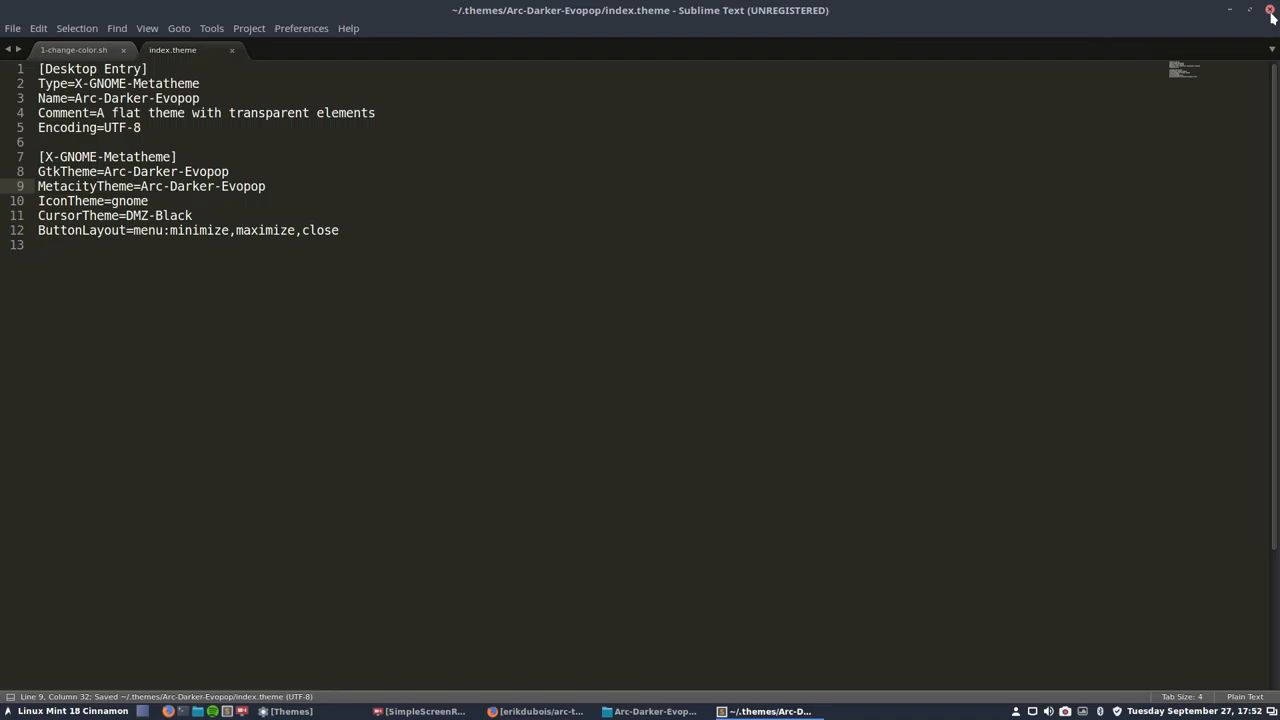 ~/.themes/Arc-Darker-Evopop/index.theme - Sublime Text (UNREGISTERED)
File Edit Selection Find View Goto Tools Project Preferences Help
1-change-color.sh index.theme
1 [Desktop Entry]
2 Type=X-GNOME-Metatheme
3 Name=Arc-Darker-Evopop
4 Comment=A flat theme with transparent elements
5 Encoding=UTF-8
6
7 [X-GNOME-Metatheme]
8 GtkTheme=Arc-Darker-Evopop
9 MetacityTheme=Arc-Darker-Evopop
10 IconTheme=gnome
11 CursorTheme=DMZ-Black
12 ButtonLayout=menu:minimize,maximize,close
13
Line 9, Column 32; Saved ~/.themes/Arc-Darker-Evopop/index.theme (UTF-8) Tab Size: 4 Plain Text
Linux Mint 18 Cinnamon [Themes] [SimpleScreenR... [erikdubois/arc-t... Arc-Darker-Evop... ~/.themes/Arc-D... Tuesday September 27, 17:52